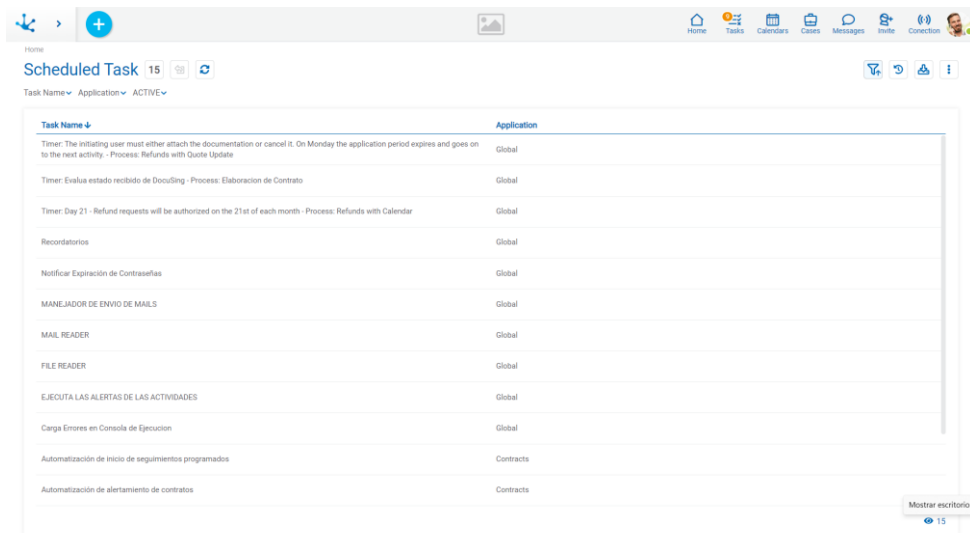 Home
Tasks
Calendars
Cases
Messages
Invite
Conection
Home
Scheduled Task 15
Task Name Application ACTIVE
Task Name Application
Timer: The initiating user must either attach the documentation or cancel it. On Monday the application period expires and goes on
to the next activity. - Process: Refunds with Quote Update
Global
Timer: Evalua estado recibido de DocuSing - Process: Elaboracion de Contrato Global
Timer: Day 21 - Refund requests will be authorized on the 21st of each month - Process: Refunds with Calendar Global
Recordatorios Global
Notificar Expiración de Contraseñas Global
MANEJADOR DE ENVIO DE MAILS Global
MAIL READER Global
FILE READER Global
EJECUTA LAS ALERTAS DE LAS ACTIVIDADES Global
Carga Errores en Consola de Ejecucion Global
Automatización de inicio de seguimientos programados Contracts
Automatización de alertamiento de contratos Contracts
Mostrar escritorio
15